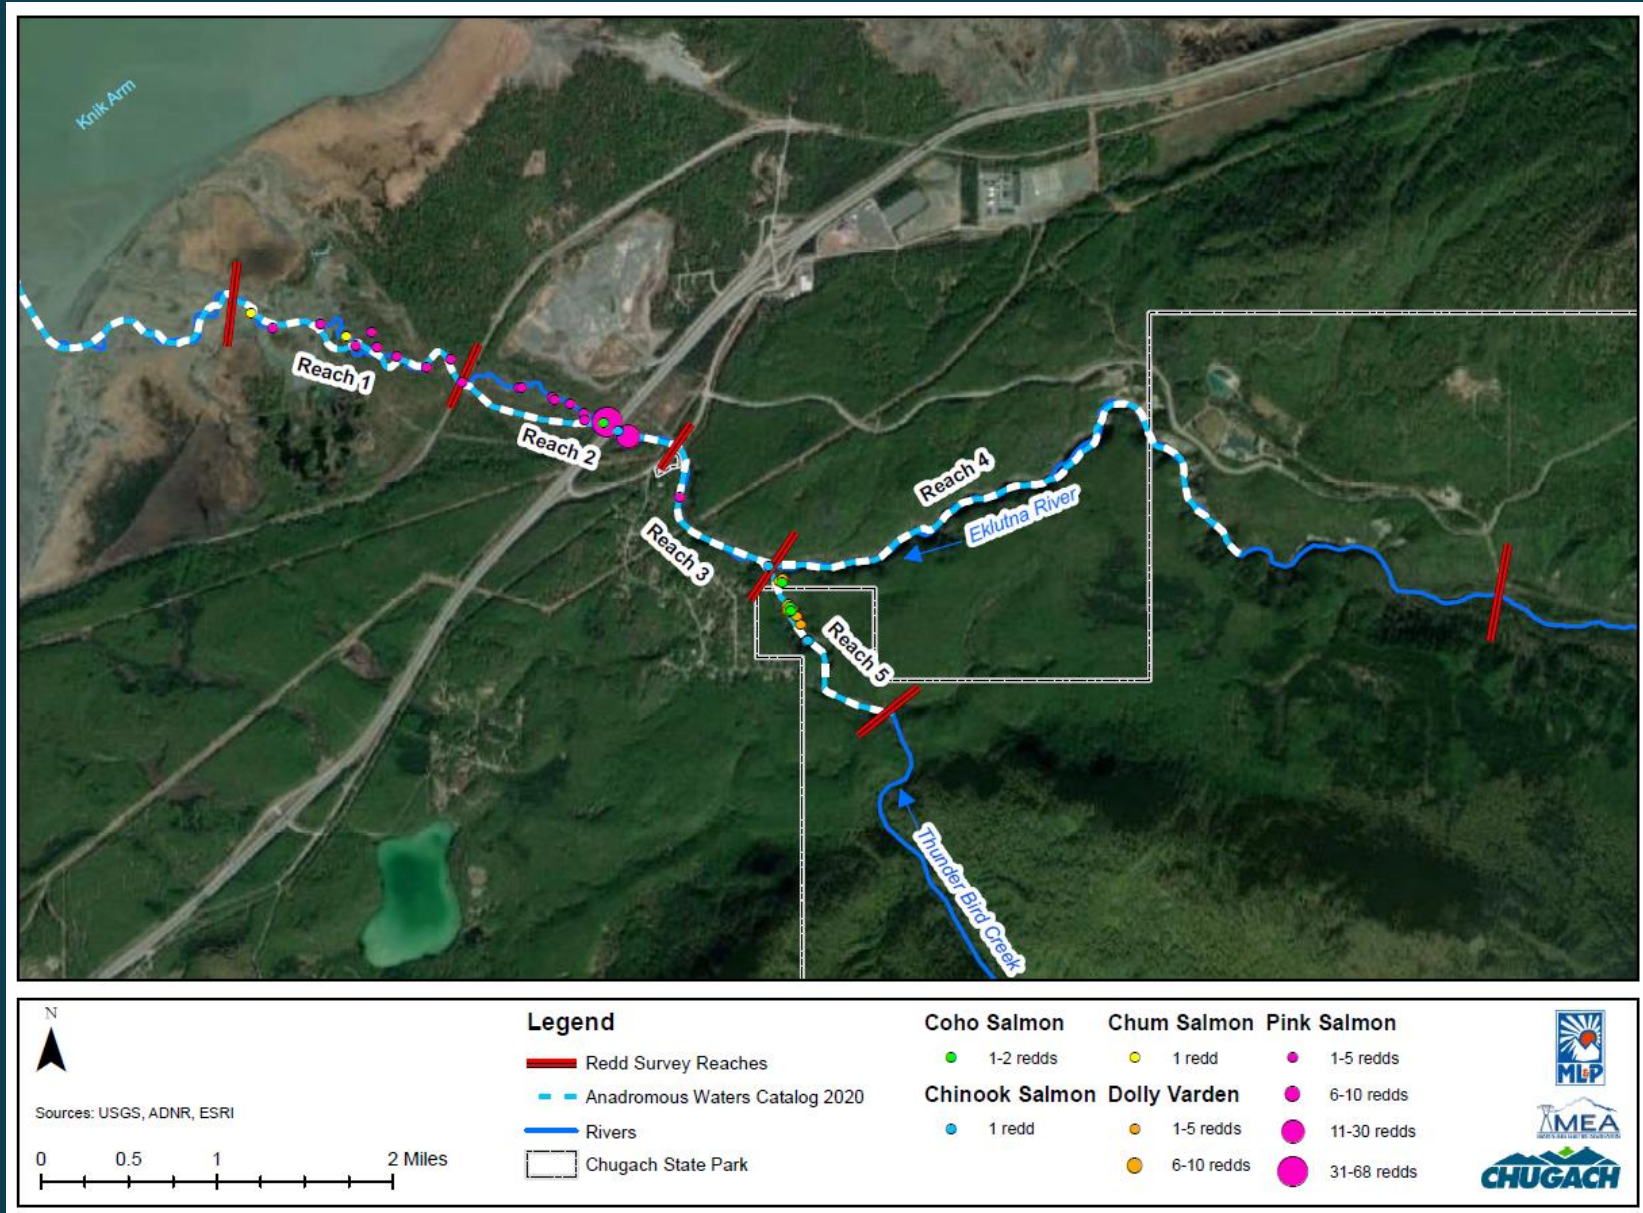 Knik Arm
Reach 1
Reach 2
Reach 3
Reach 4
Eklutna River
Reach 5
Thunder Bird Creek
N
Sources: USGS, ADNR, ESRI
0 0.5 1 2 Miles
Legend
Redd Survey Reaches
Anadromous Waters Catalog 2020
Rivers
Chugach State Park
Coho Salmon
1-2 redds
Chinook Salmon
1 redd
Chum Salmon
1 redd
Dolly Varden
1-5 redds
6-10 redds
Pink Salmon
1-5 redds
6-10 redds
11-30 redds
31-68 redds
ML&P
MEA
CHUGACH